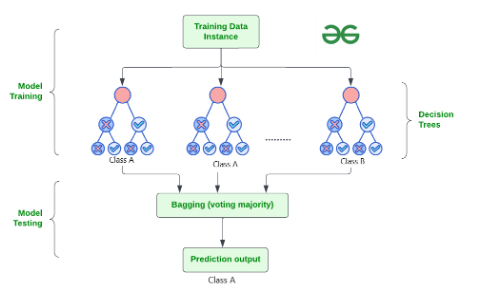 Training Data
Instance
Model
Training
Decision
Trees
Class A
Class A
Class B
Bagging (voting majority)
Model
Testing
Prediction output
Class A